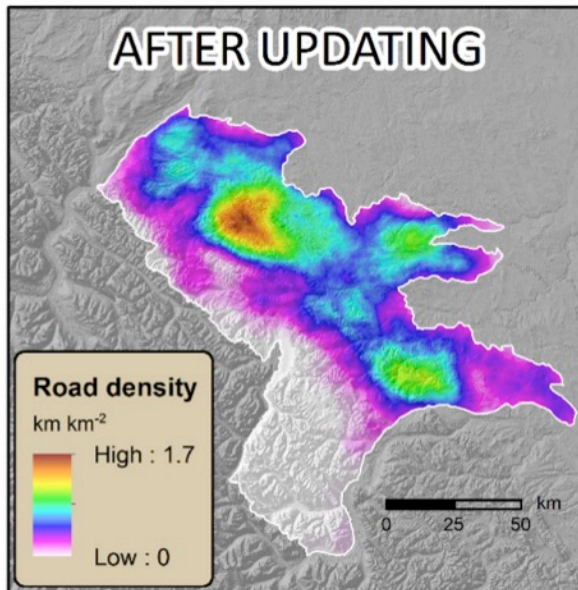 AFTER UPDATING
Road density
km km⁻²
High : 1.7
Low : 0
km
0 25 50